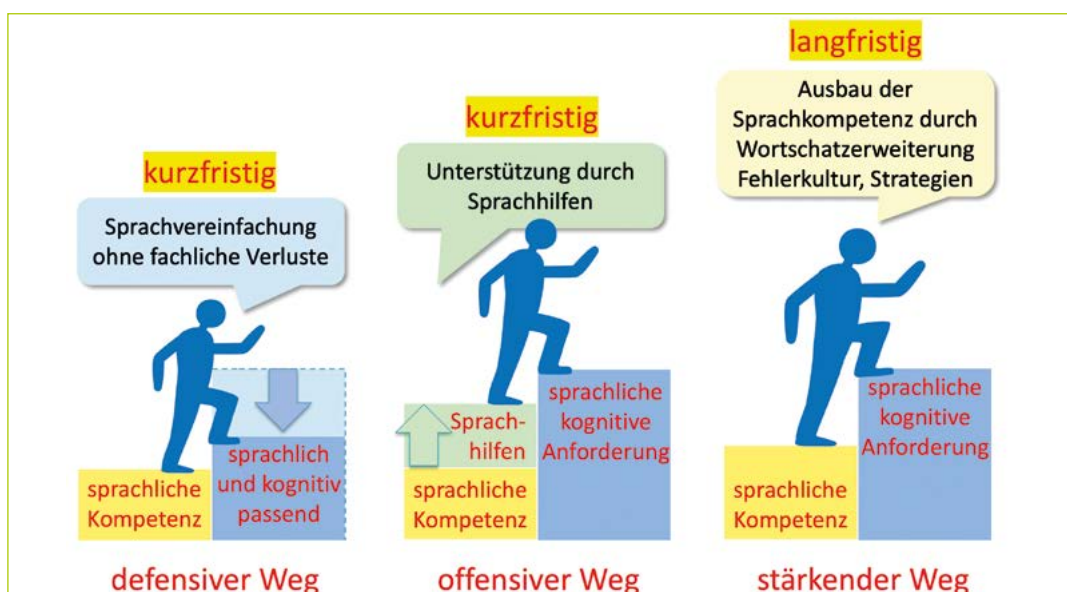 kurzfristig
Sprachvereinfachung
ohne fachliche Verluste
sprachliche
Kompetenz
sprachlich
und kognitiv
passend
defensiver Weg
kurzfristig
Unterstützung durch
Sprachhilfen
Sprach-
hilfen
sprachliche
Kompetenz
sprachliche
kognitive
Anforderung
offensiver Weg
langfristig
Ausbau der
Sprachkompetenz durch
Wortschatzerweiterung
Fehlerkultur, Strategien
sprachliche
Kompetenz
sprachliche
kognitive
Anforderung
stärkender Weg